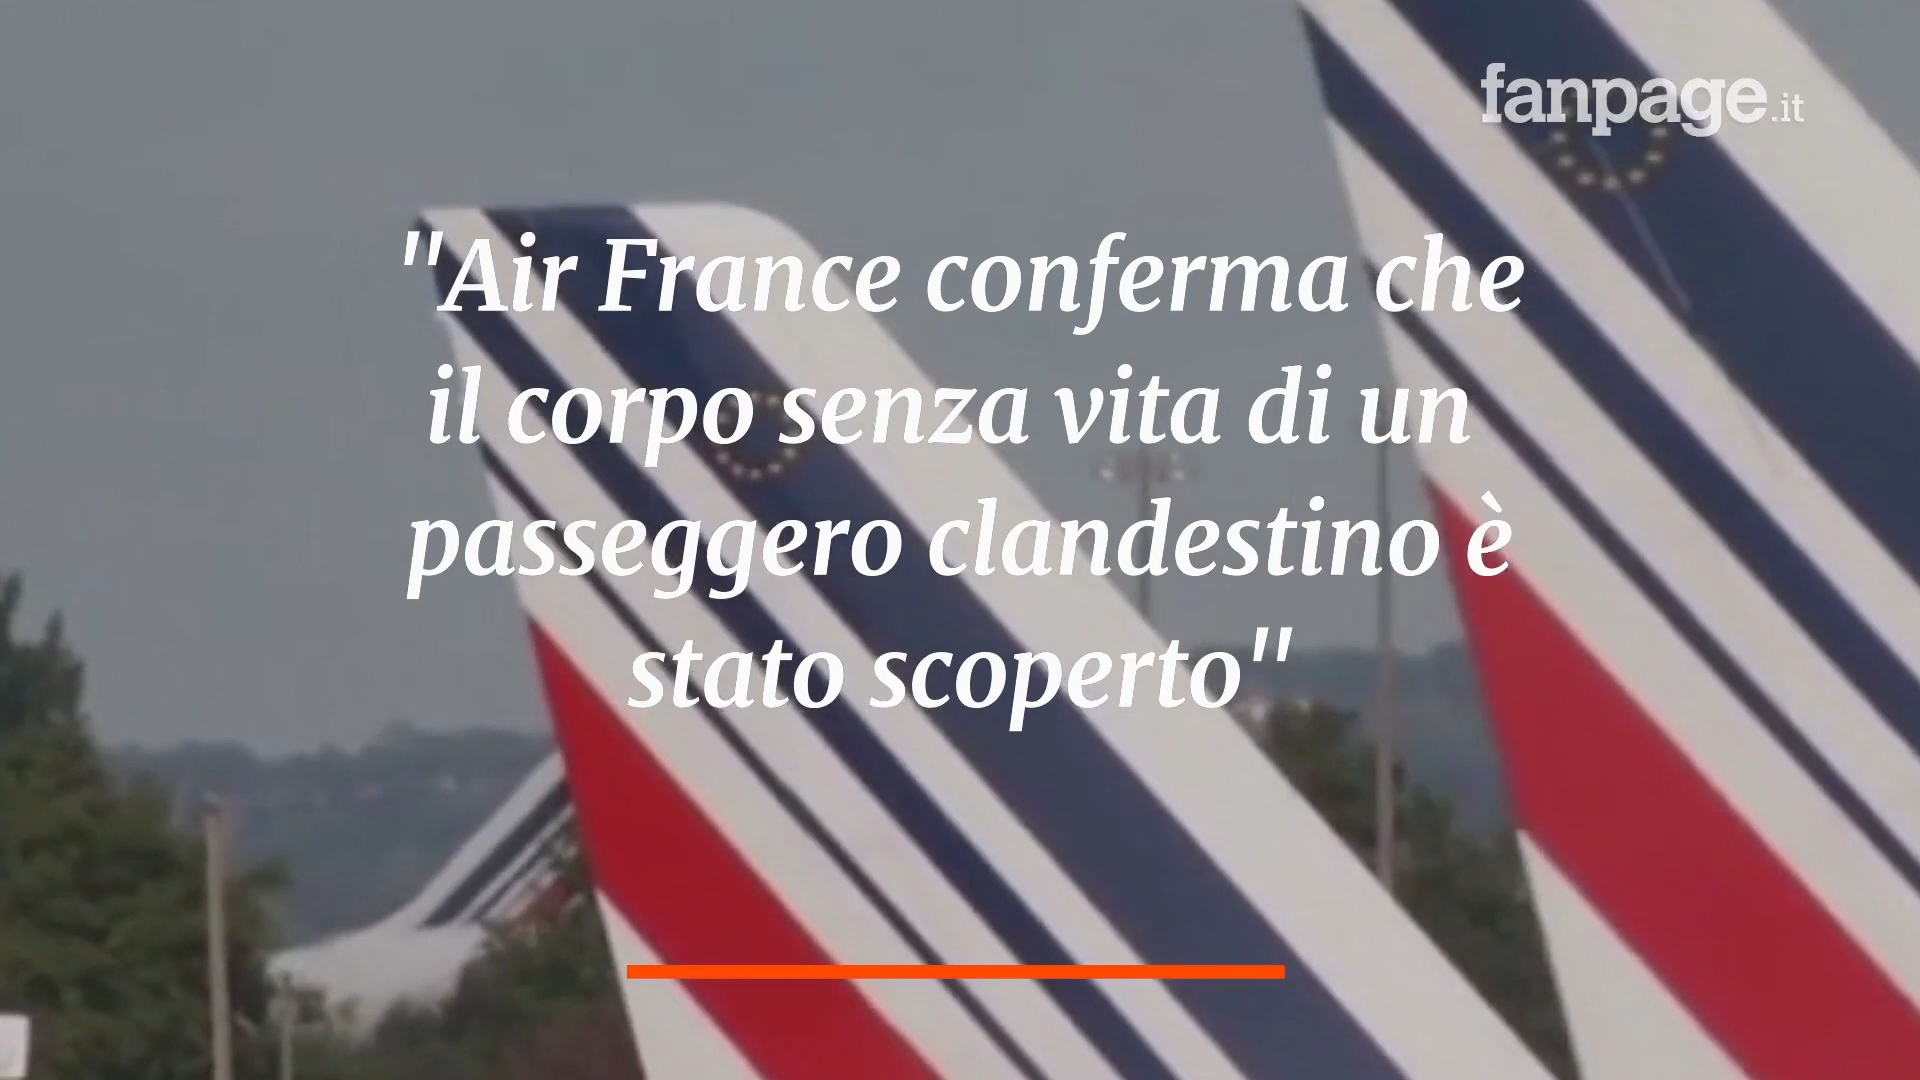 fanpage.it
"Air France conferma che
il corpo senza vita di un
passeggero clandestino è
stato scoperto"